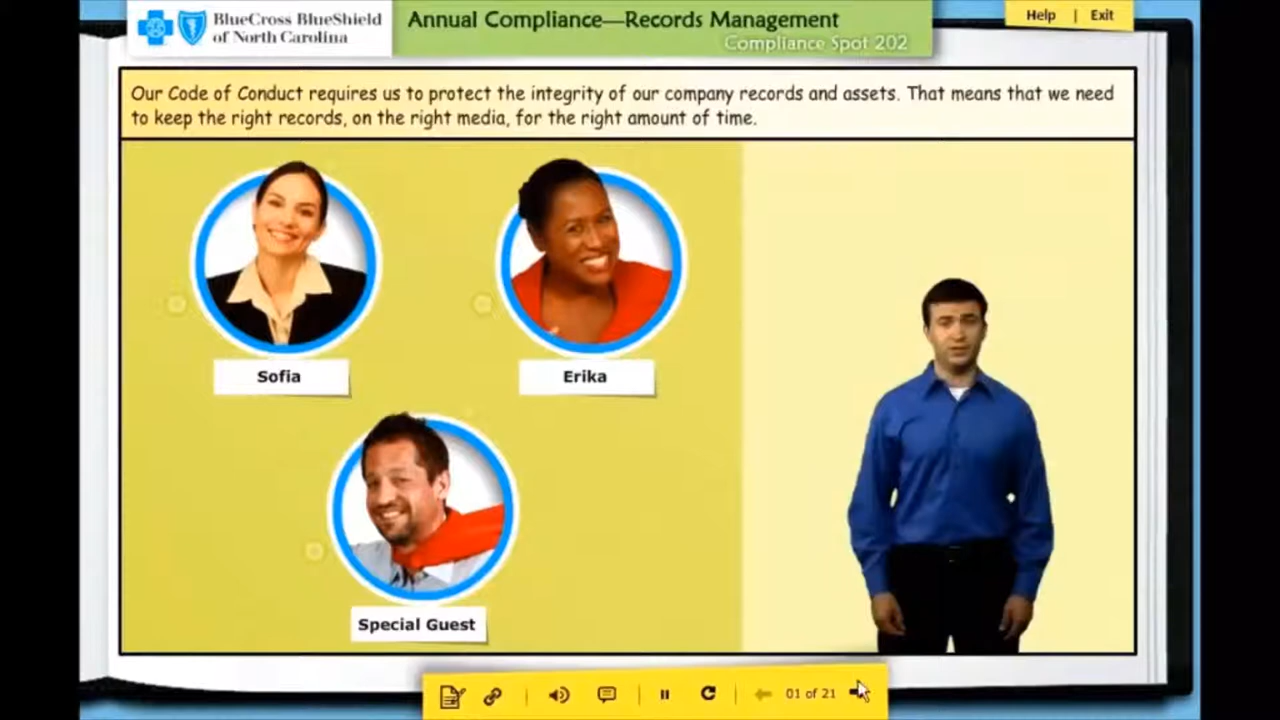 BlueCross BlueShield
of North Carolina
Annual Compliance—Records Management
Compliance Spot 202
Help | Exit
Our Code of Conduct requires us to protect the integrity of our company records and assets. That means that we need
to keep the right records, on the right media, for the right amount of time.
Sofia
Erika
Special Guest
01 of 21